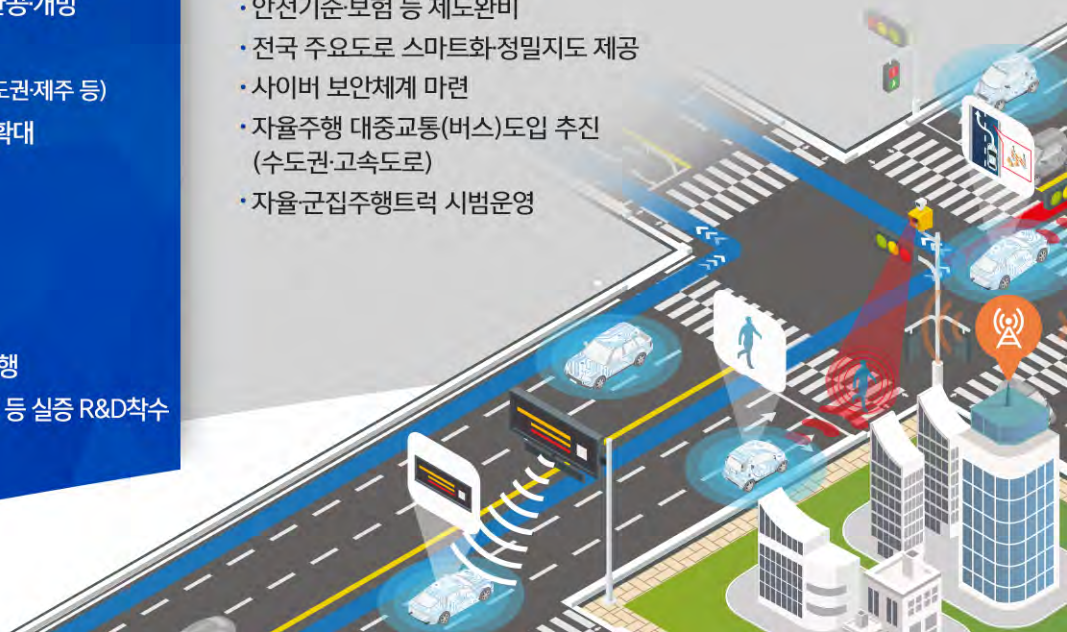 ·개방
도권·제주 등)
확대
행
등 실증 R&D착수
· 안전기준·보험 등 제도완비
· 전국 주요도로 스마트화·정밀지도 제공
· 사이버 보안체계 마련
· 자율주행 대중교통(버스)도입 추진
(수도권·고속도로)
· 자율·군집주행트럭 시범운영